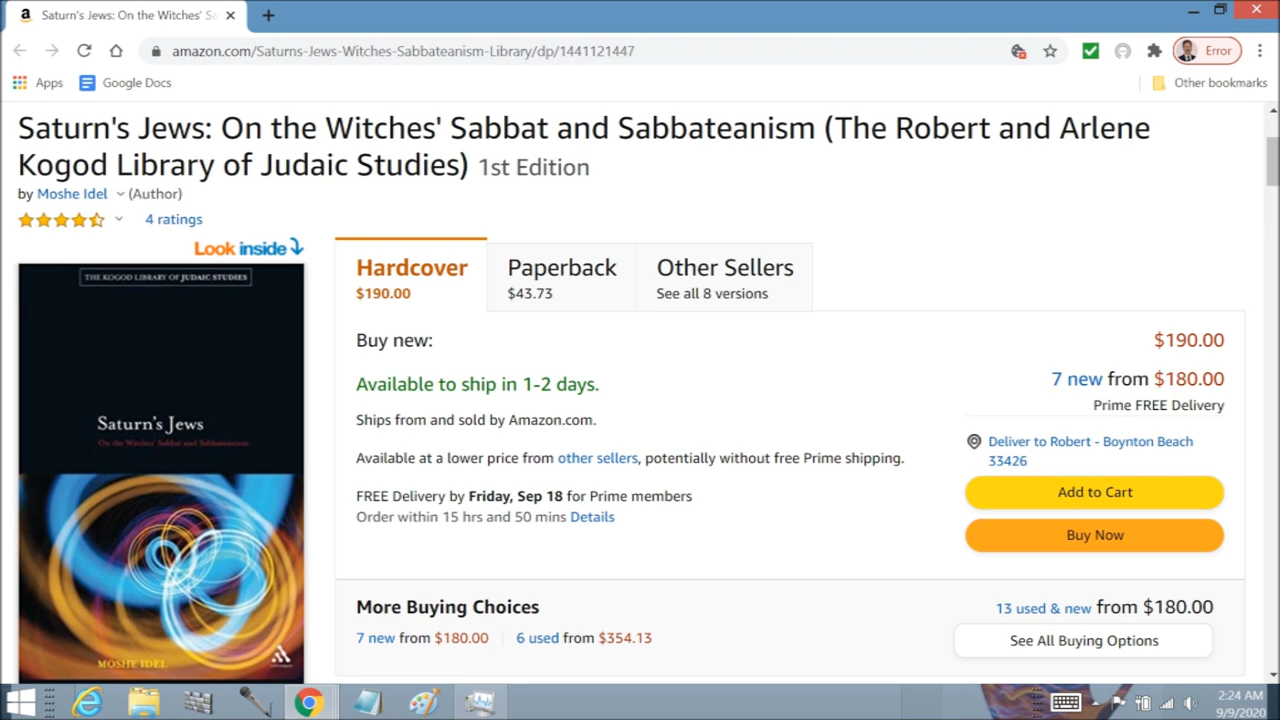 Saturn's Jews: On the Witches' Sa
amazon.com/Saturns-Jews-Witches-Sabbateanism-Library/dp/1441121447
Error
Apps
Google Docs
Other bookmarks
Saturn's Jews: On the Witches' Sabbat and Sabbateanism (The Robert and Arlene
Kogod Library of Judaic Studies) 1st Edition
by Moshe Idel (Author)
4 ratings
Look inside
THE KOGOD LIBRARY OF JUDAIC STUDIES
Saturn's Jews
On the Witches' Sabbat and Sabbateanism
MOSHE IDEL
Hardcover
$190.00
Paperback
$43.73
Other Sellers
See all 8 versions
Buy new:
$190.00
Available to ship in 1-2 days.
7 new from $180.00
Prime FREE Delivery
Ships from and sold by Amazon.com.
Deliver to Robert - Boynton Beach
33426
Available at a lower price from other sellers, potentially without free Prime shipping.
FREE Delivery by Friday, Sep 18 for Prime members
Order within 15 hrs and 50 mins Details
Add to Cart
Buy Now
More Buying Choices
13 used & new from $180.00
7 new from $180.00
6 used from $354.13
See All Buying Options
2:24 AM
9/9/2020